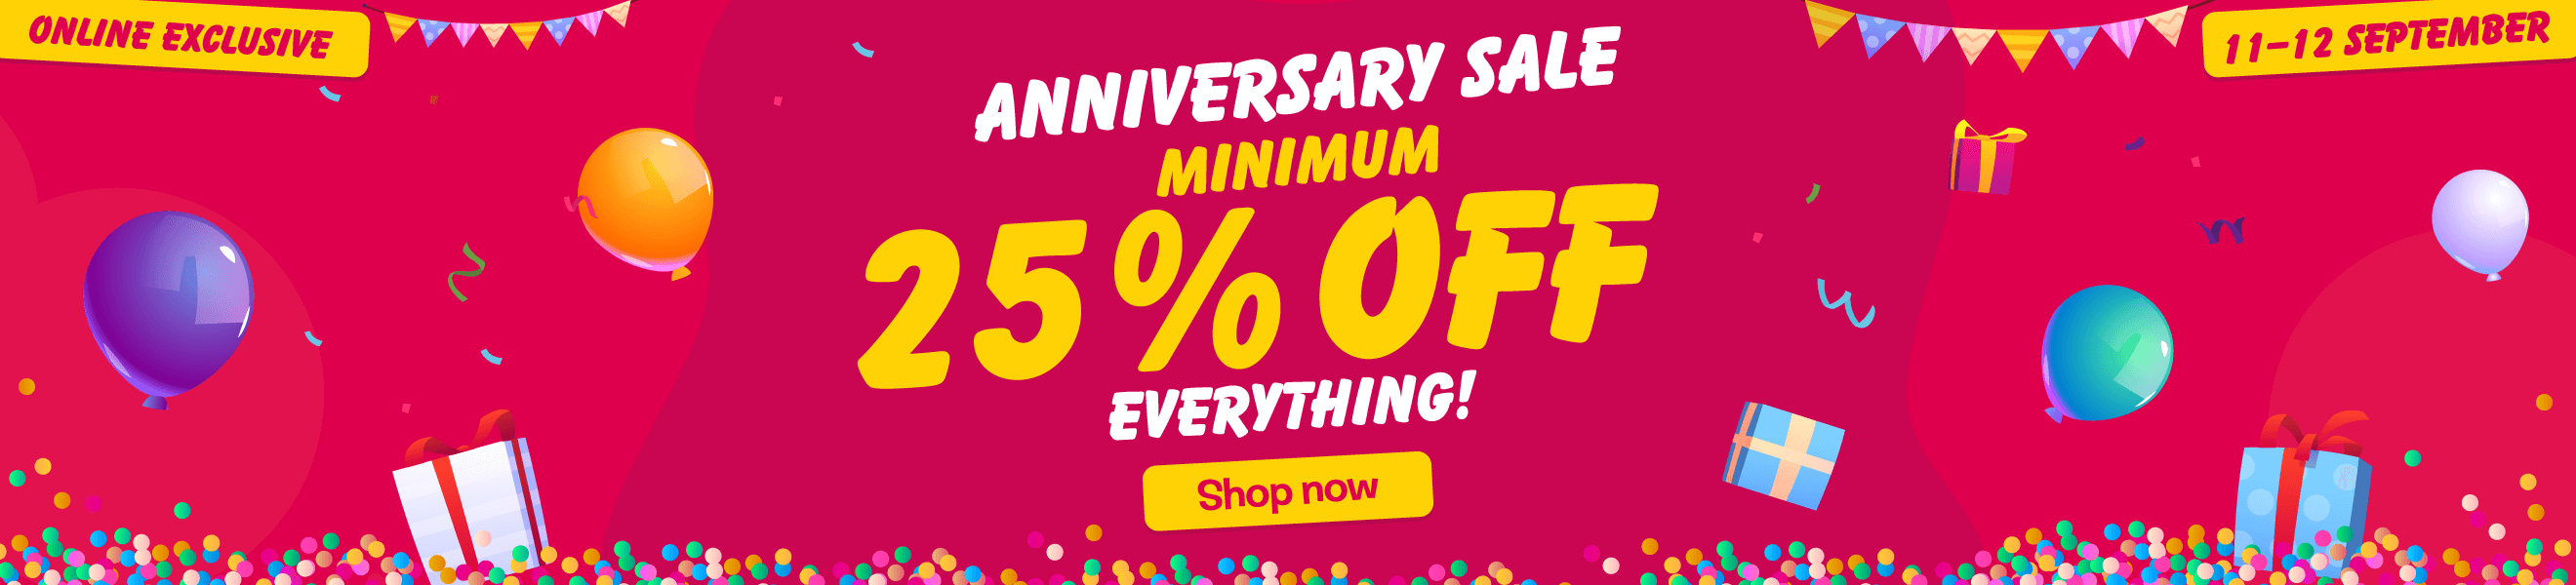 ONLINE EXCLUSIVE
11-12 SEPTEMBER
ANNIVERSARY SALE
MINIMUM
25% OFF
EVERYTHING!
Shop now